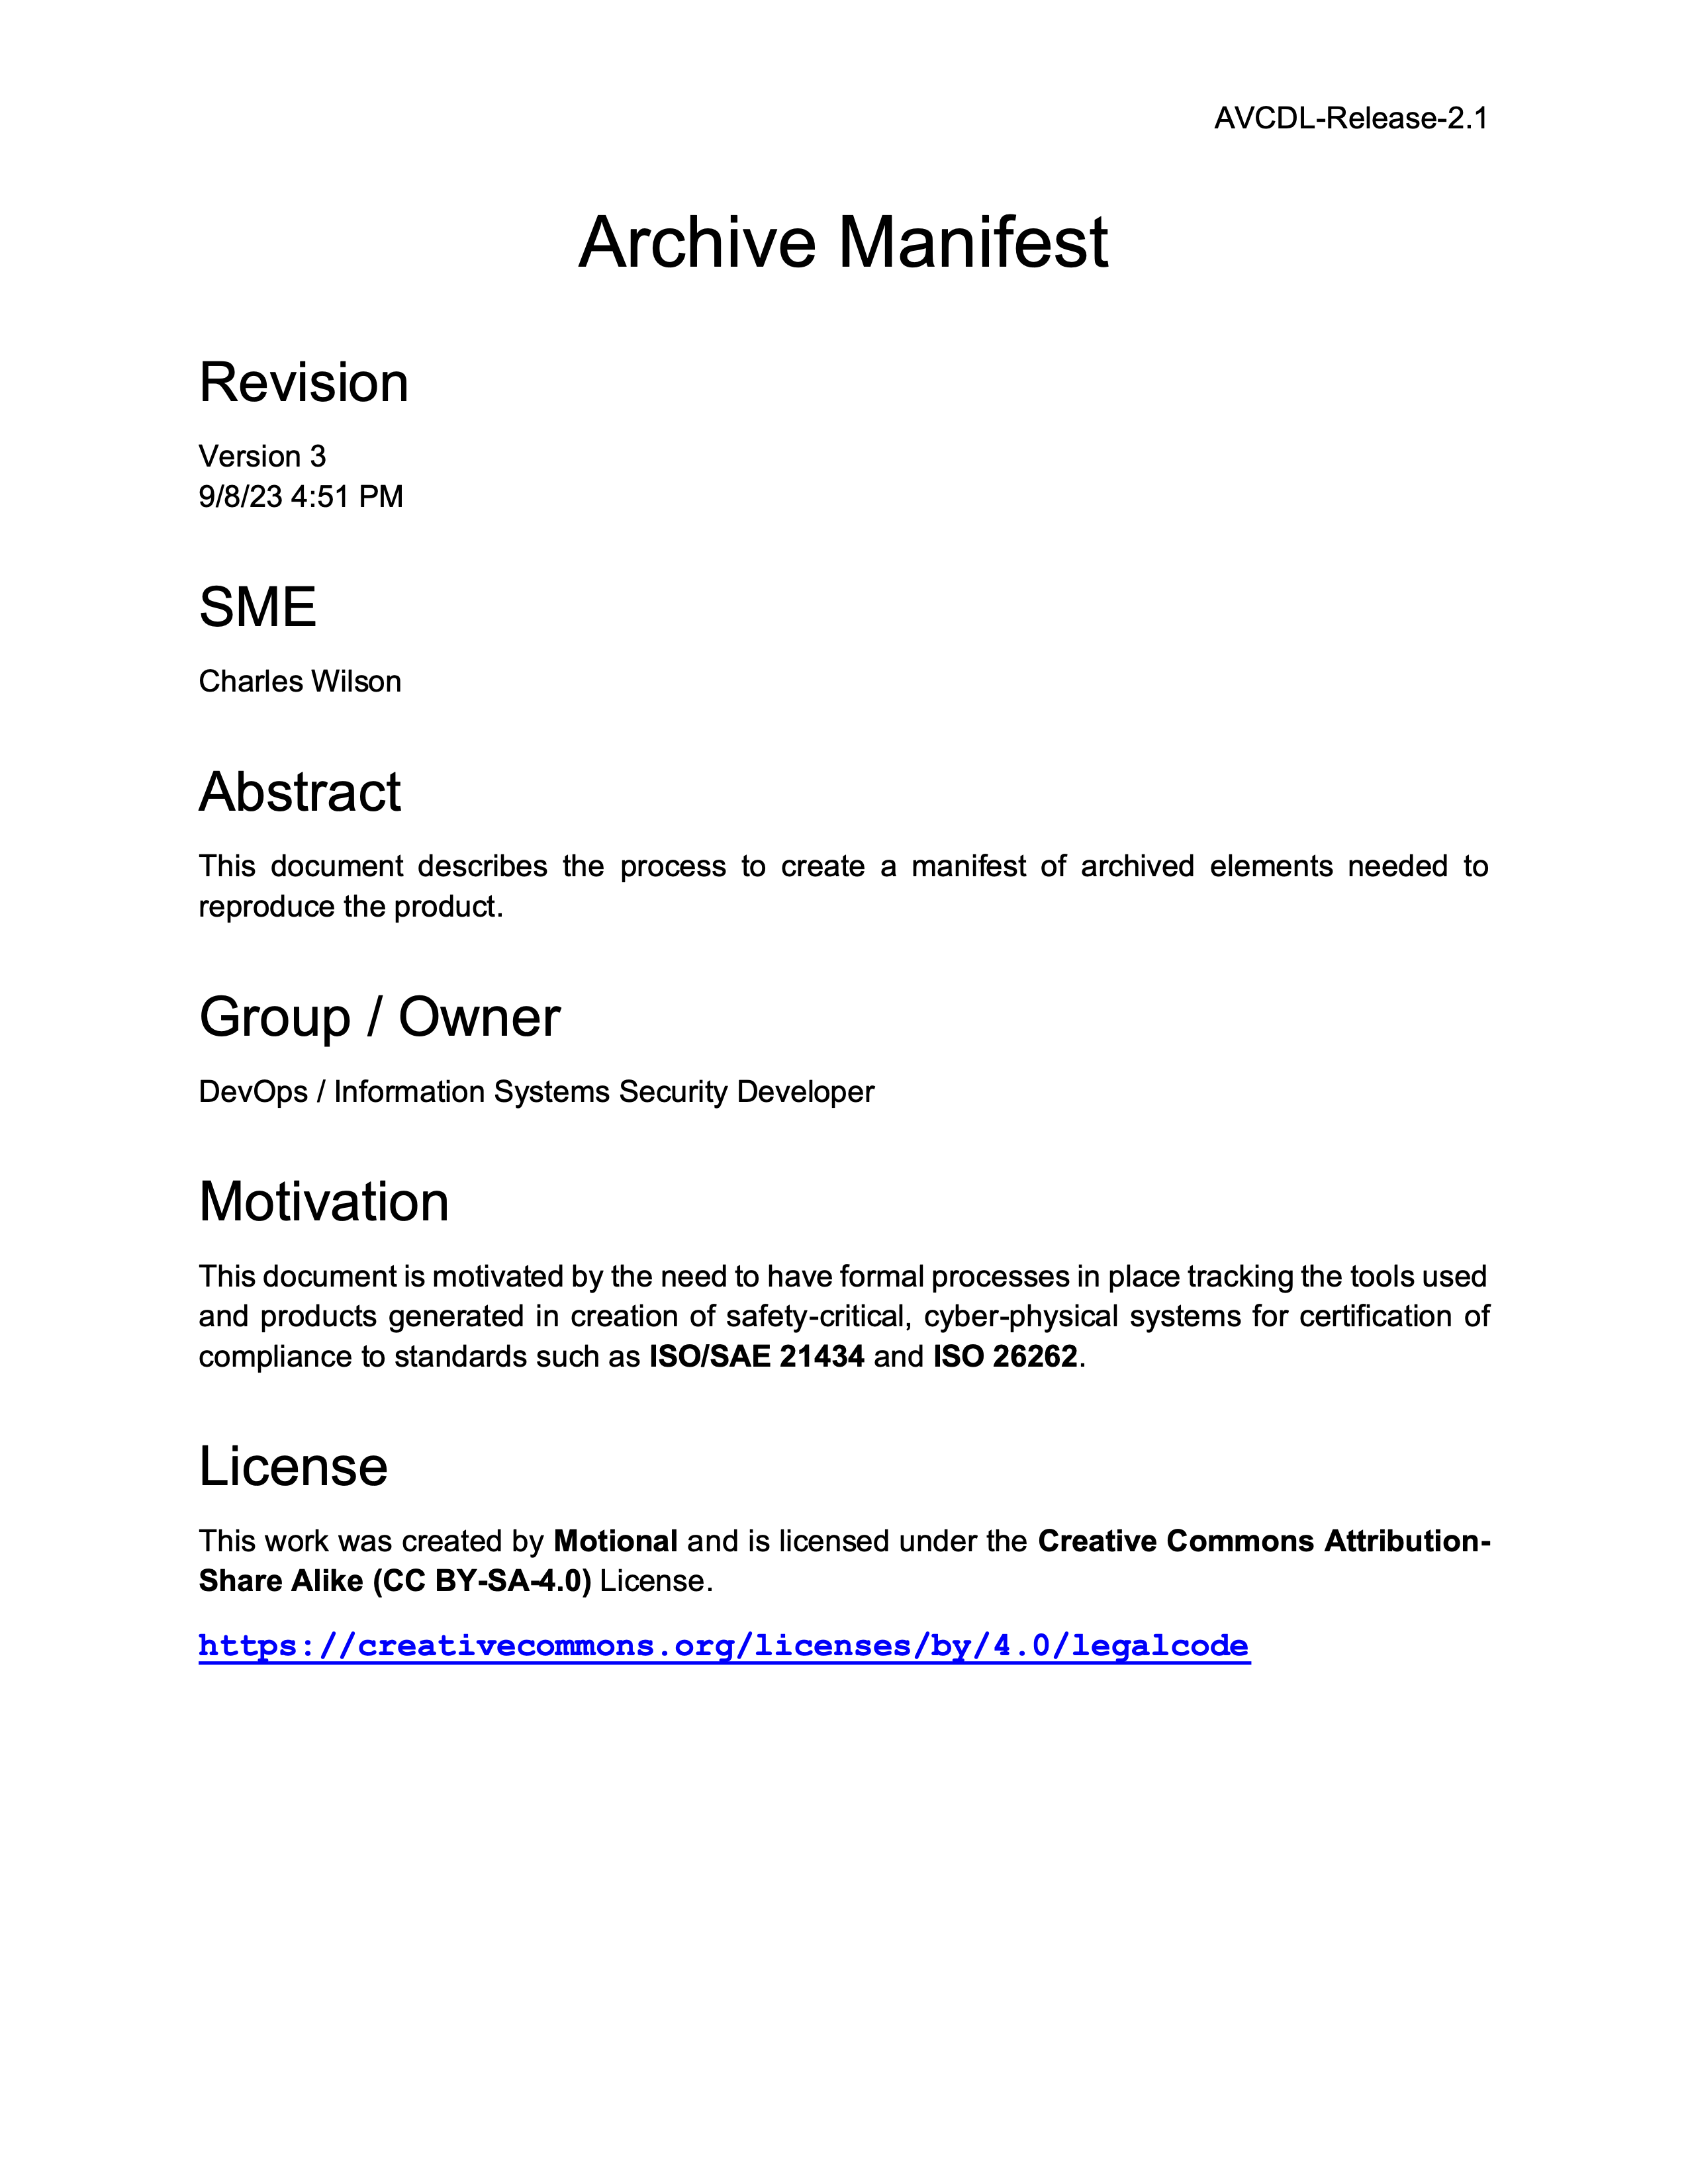 AVCDL-Release-2.1
Archive Manifest
Revision
Version 3
9/8/23 4:51 PM
SME
Charles Wilson
Abstract
This document describes the process to create a manifest of archived elements needed to
reproduce the product.
Group / Owner
DevOps / Information Systems Security Developer
Motivation
This document is motivated by the need to have formal processes in place tracking the tools used
and products generated in creation of safety-critical, cyber-physical systems for certification of
compliance to standards such as ISO/SAE 21434 and ISO 26262.
License
This work was created by Motional and is licensed under the Creative Commons Attribution-
Share Alike (CC BY-SA-4.0) License.
https://creativecommons.org/licenses/by/4.0/legalcode